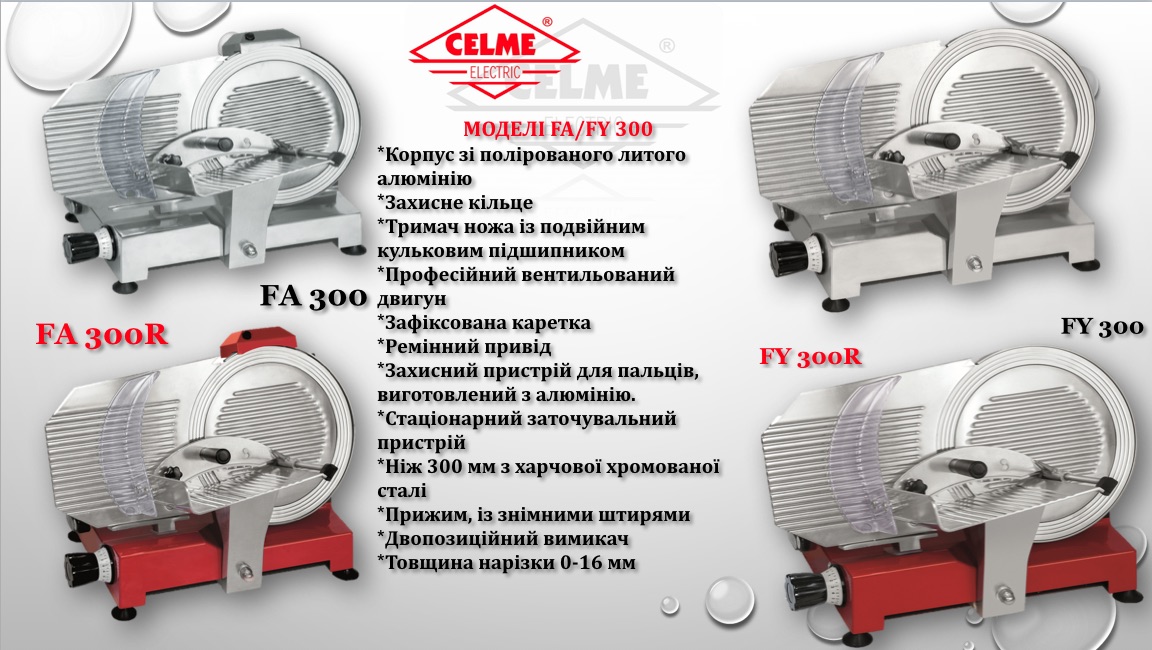 CELME®
ELECTRIC
CELME®
ELECTRIC
МОДЕЛІ FA/FY 300
*Корпус зі полірованого литого
алюмінію
*Захисне кільце
*Тримач ножа із подвійним
кульковим підшипником
*Професійний вентильований
двигун
*Зафіксована каретка
*Ремінний привід
*Захисний пристрій для пальців,
виготовлений з алюмінію.
*Стаціонарний заточувальний
пристрій
*Ніж 300 мм з харчової хромованої
сталі
*Прижим, із знімними штирями
*Двопозиційний вимикач
*Товщина нарізки 0-16 мм
FA 300
FA 300R
FY 300
FY 300R